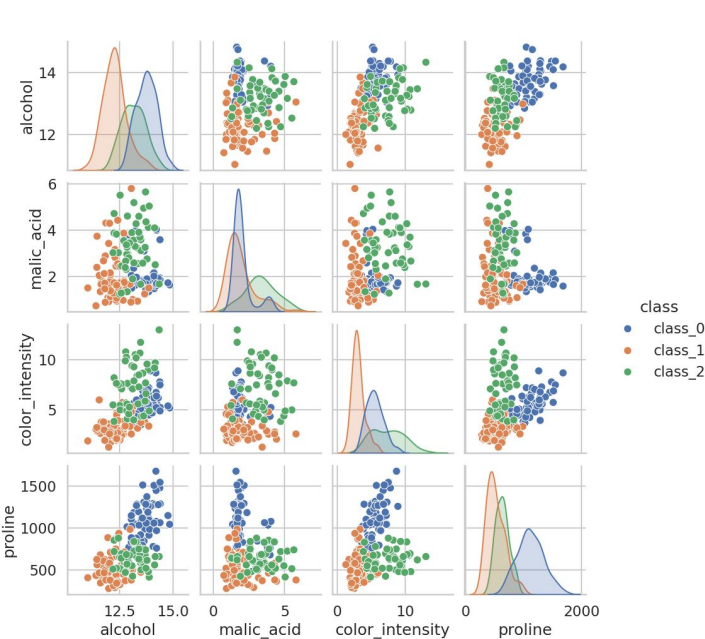 alcohol
14
12
malic_acid
6
4
2
color_intensity
10
5
proline
1500
1000
500
12.5 15.0
alcohol
0 5
malic_acid
0 10
color_intensity
0 2000
proline
class
class_0
class_1
class_2